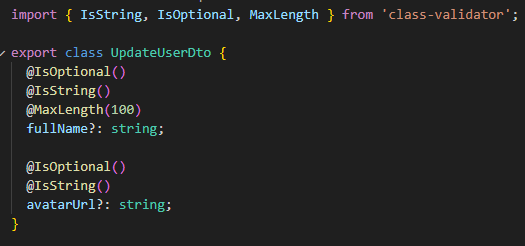 import { IsString, IsOptional, MaxLength } from 'class-validator';
export class UpdateUserDto {
@IsOptional()
@IsString()
@MaxLength(100)
fullName?: string;
@IsOptional()
@IsString()
avatarUrl?: string;
}